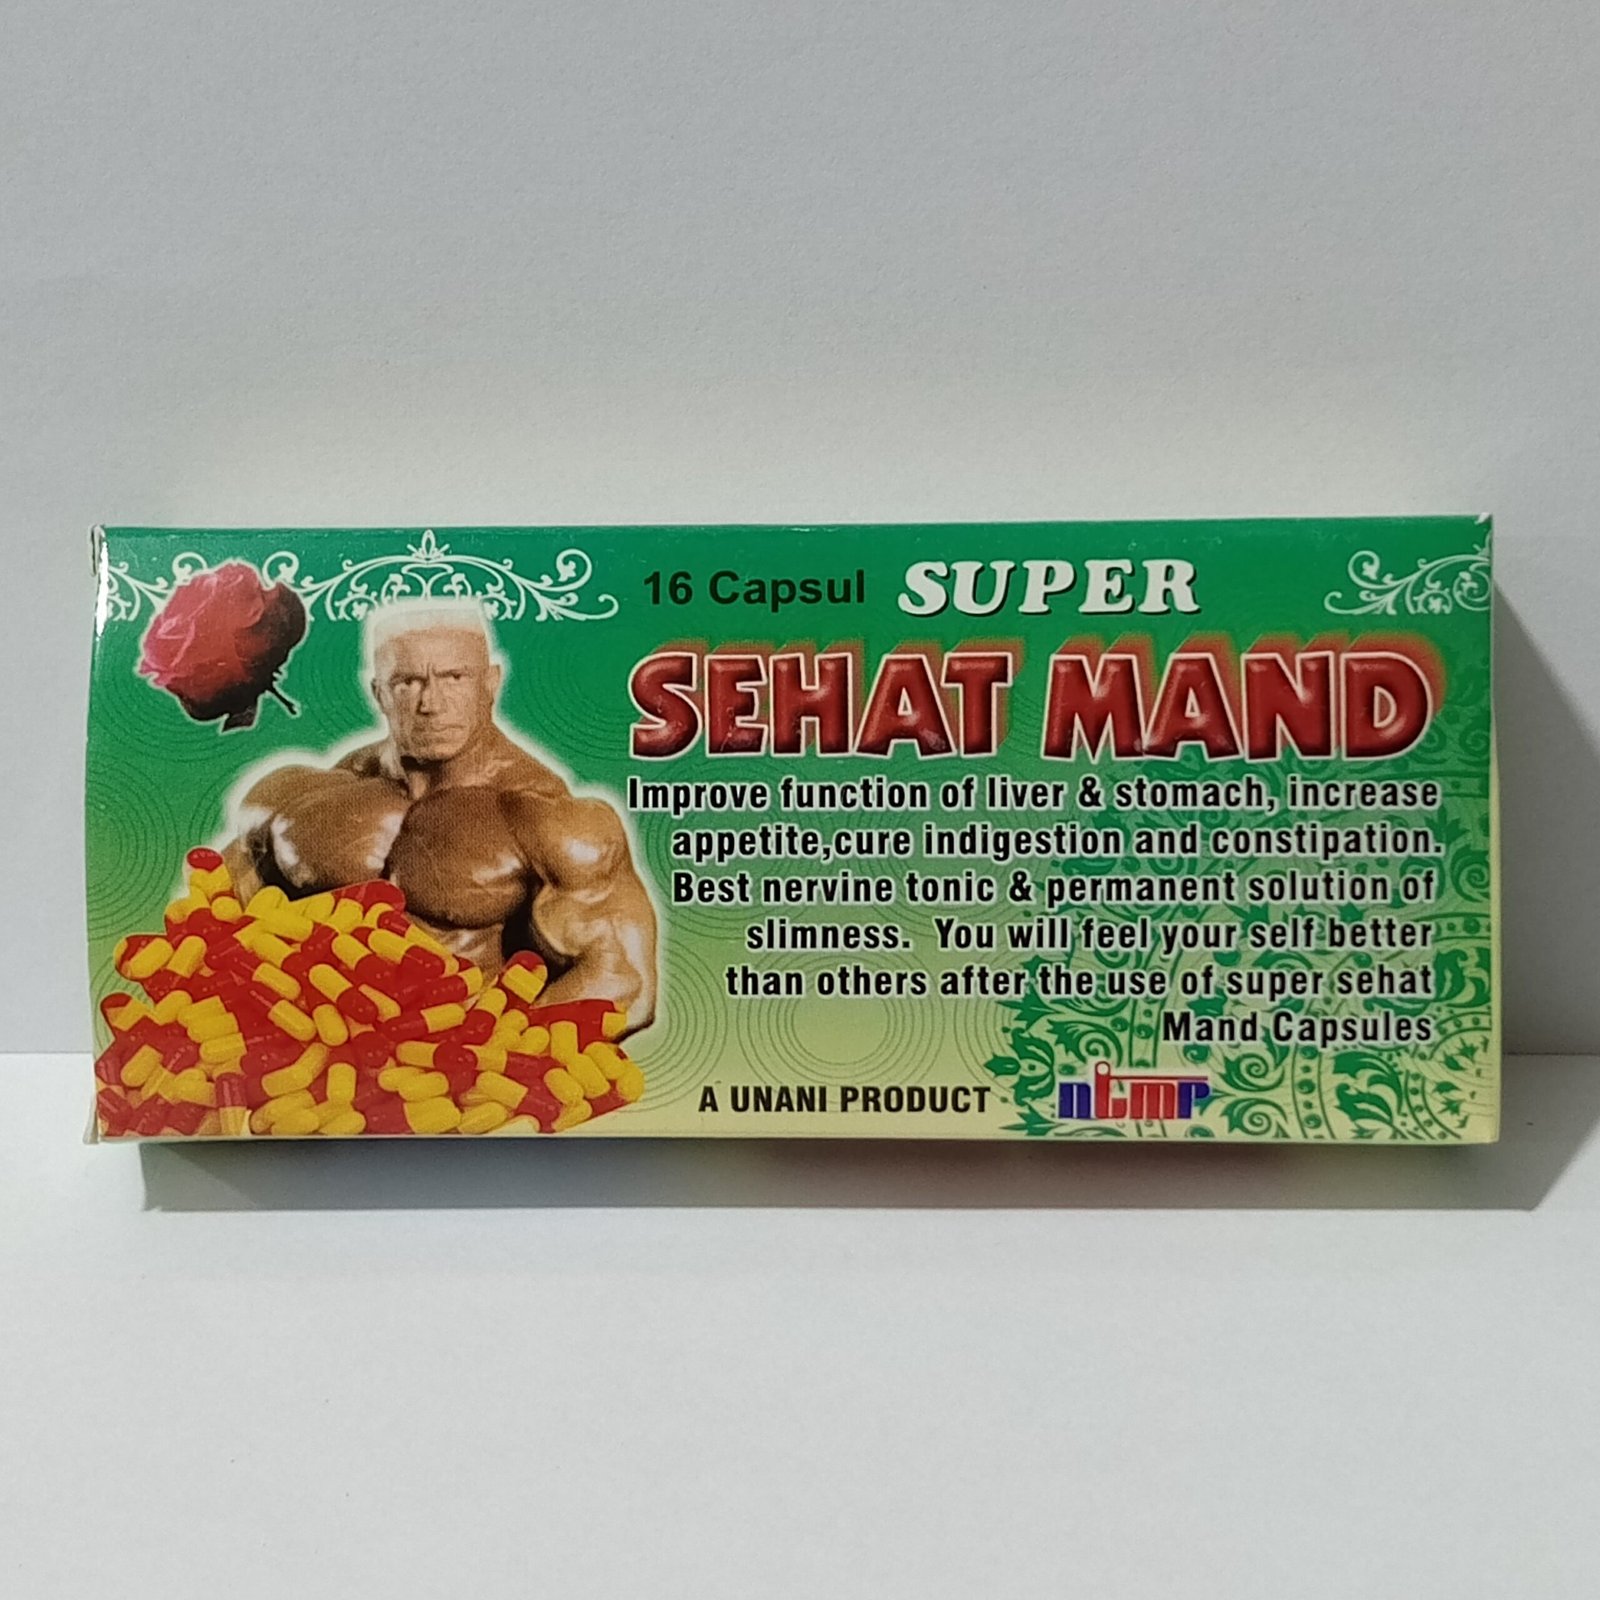 16 Capsul SUPER
SEHAT MAND
Improve function of liver & stomach, increase
appetite,cure indigestion and constipation.
Best nervine tonic & permanent solution of
slimness. You will feel your self better
than others after the use of super sehat
Mand Capsules
A UNANI PRODUCT
ntmp